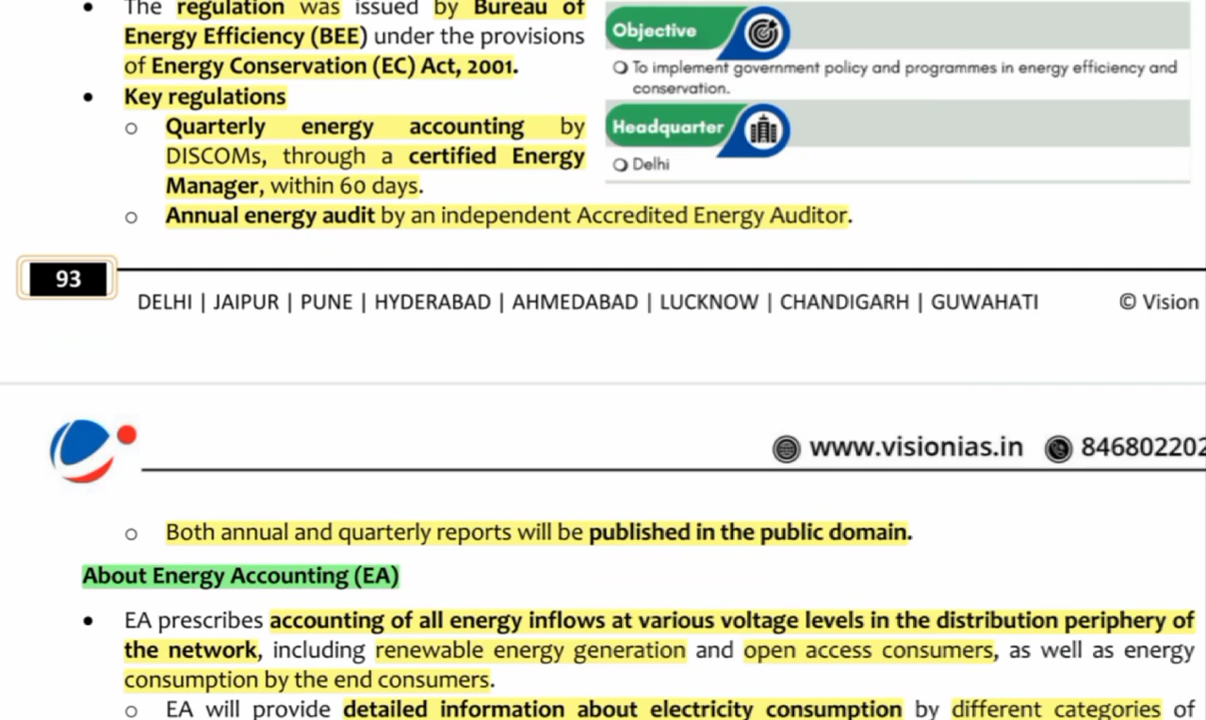 • The regulation was issued by Bureau of
Energy Efficiency (BEE) under the provisions
of Energy Conservation (EC) Act, 2001.
• Key regulations
○ Quarterly energy accounting by
DISCOMs, through a certified Energy
Manager, within 60 days.
○ Annual energy audit by an independent Accredited Energy Auditor.
Objective
○ To implement government policy and programmes in energy efficiency and
conservation.
Headquarter
○ Delhi
93
DELHI | JAIPUR | PUNE | HYDERABAD | AHMEDABAD | LUCKNOW | CHANDIGARH | GUWAHATI © Vision
www.visionias.in 846802202
○ Both annual and quarterly reports will be published in the public domain.
About Energy Accounting (EA)
• EA prescribes accounting of all energy inflows at various voltage levels in the distribution periphery of
the network, including renewable energy generation and open access consumers, as well as energy
consumption by the end consumers.
○ EA will provide detailed information about electricity consumption by different categories of